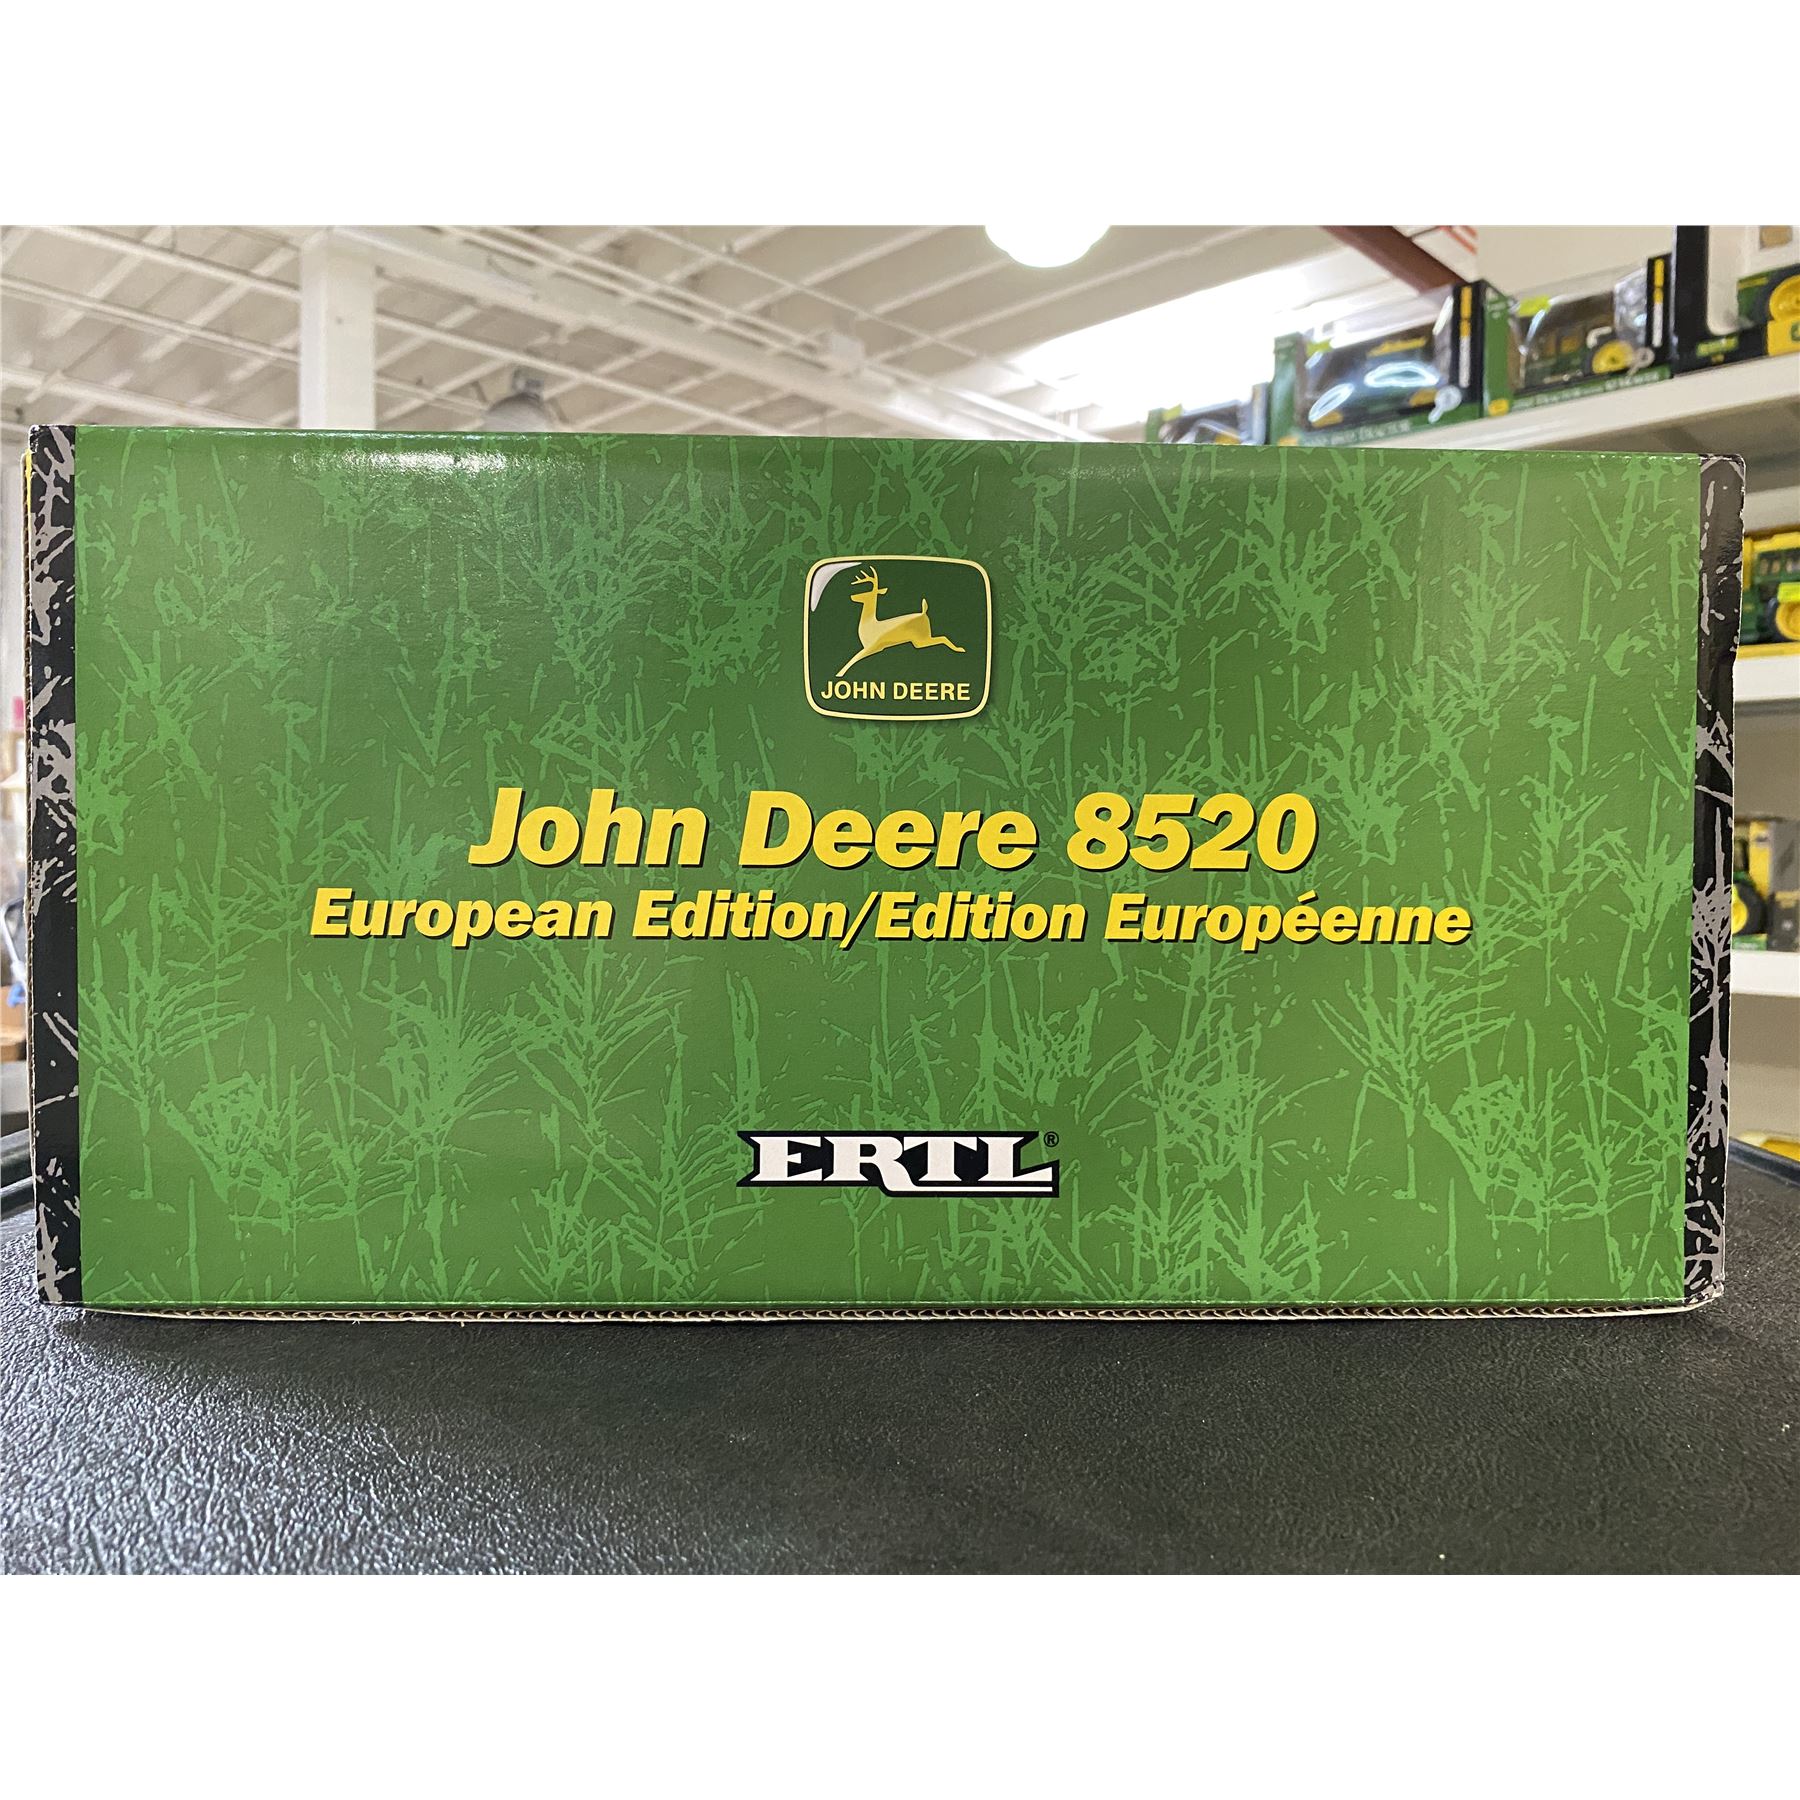 JOHN DEERE
John Deere 8520
European Edition/Edition Européenne
ERTL®